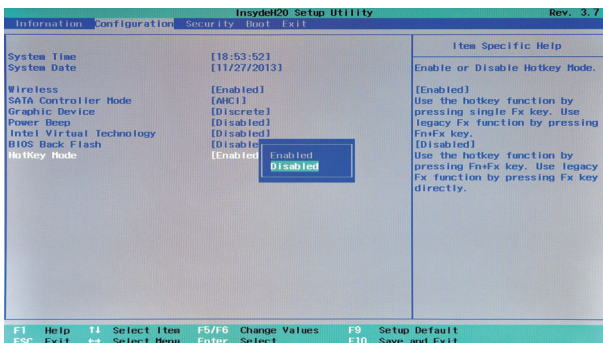 InsydeH2O Setup Utility Rev. 3.7
Information Configuration Security Boot Exit
Item Specific Help
System Time [18:53:52]
System Date [11/27/2013]
Enable or Disable Hotkey Mode.
Wireless [Enabled]
SATA Controller Mode [AHCI]
Graphic Device [Discrete]
Power Beep [Disabled]
Intel Virtual Technology [Disabled]
BIOS Back Flash [Disable
HotKey Mode [Enabled
Enabled
Disabled
[Enabled]
Use the hotkey function by
pressing single Fx key. Use
legacy Fx function by pressing
Fn+Fx key.
[Disabled]
Use the hotkey function by
pressing Fn+Fx key. Use legacy
Fx function by pressing Fx key
directly.
F1 Help ↑↓ Select Item F5/F6 Change Values F9 Setup Default
ESC Exit ↔ Select Menu Enter Select F10 Save and Exit